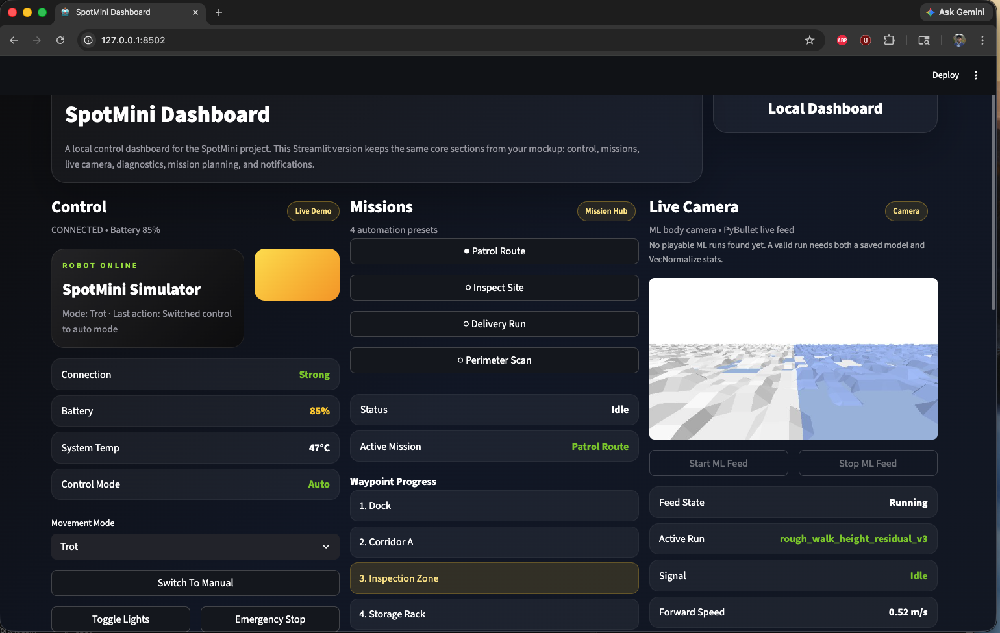 SpotMini Dashboard
Ask Gemini
127.0.0.1:8502
ABP
U
Deploy
SpotMini Dashboard
A local control dashboard for the SpotMini project. This Streamlit version keeps the same core sections from your mockup: control, missions,
live camera, diagnostics, mission planning, and notifications.
Local Dashboard
Control
Live Demo
CONNECTED • Battery 85%
ROBOT ONLINE
SpotMini Simulator
Mode: Trot · Last action: Switched control
to auto mode
Connection
Strong
Battery
85%
System Temp
47°C
Control Mode
Auto
Movement Mode
Trot
Switch To Manual
Toggle Lights
Emergency Stop
Missions
Mission Hub
4 automation presets
Patrol Route
Inspect Site
Delivery Run
Perimeter Scan
Status
Idle
Active Mission
Patrol Route
Waypoint Progress
1. Dock
2. Corridor A
3. Inspection Zone
4. Storage Rack
Live Camera
Camera
ML body camera • PyBullet live feed
No playable ML runs found yet. A valid run needs both a saved model and
VecNormalize stats.
Start ML Feed
Stop ML Feed
Feed State
Running
Active Run
rough_walk_height_residual_v3
Signal
Idle
Forward Speed
0.52 m/s